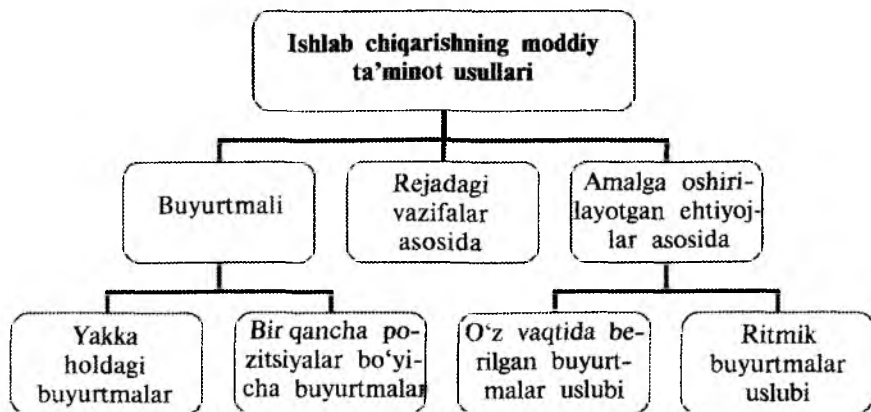 Ishlab chiqarishning moddiy
ta’minot usullari
Buyurtmali
Rejadagi
vazifalar
asosida
Amalga oshiri-
layotgan ehtiyoj-
lar asosida
Yakka
holdagi
buyurtmalar
Bir qancha po-
zitsiyalar bo‘yi-
cha buyurtmalar
O‘z vaqtida be-
rilgan buyurt-
malar uslubi
Ritmik
buyurtmalar
uslubi